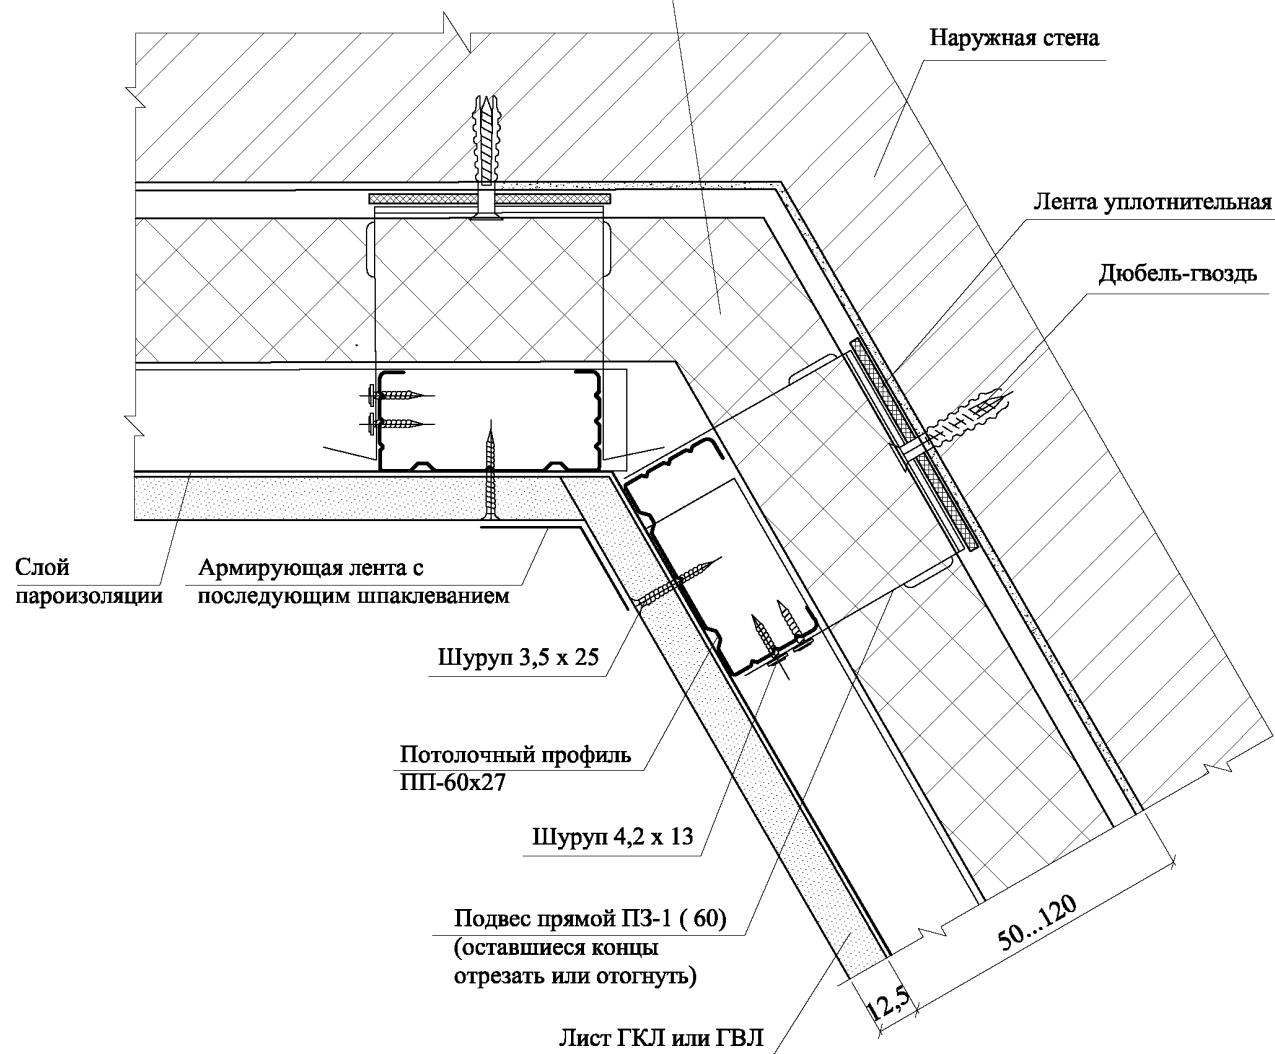 Наружная стена
Лента уплотнительная
Дюбель-гвоздь
Слой
пароизоляции
Армирующая лента с
последующим шпаклеванием
Шуруп 3,5 х 25
Потолочный профиль
ПП-60х27
Шуруп 4,2 х 13
Подвес прямой ПЗ-1 ( 60)
(оставшиеся концы
отрезать или отогнуть)
50...120
12,5
Лист ГКЛ или ГВЛ